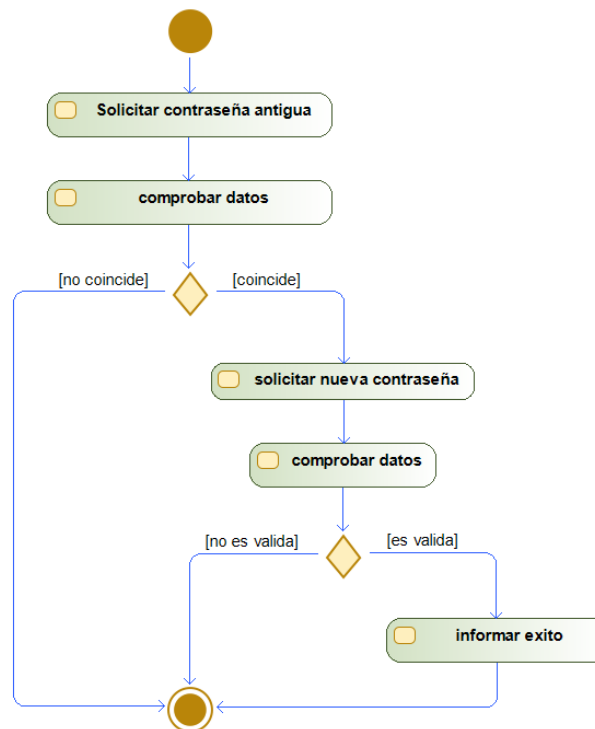 Solicitar contraseña antigua
comprobar datos
[no coincide]
[coincide]
solicitar nueva contraseña
comprobar datos
[no es valida]
[es valida]
informar exito